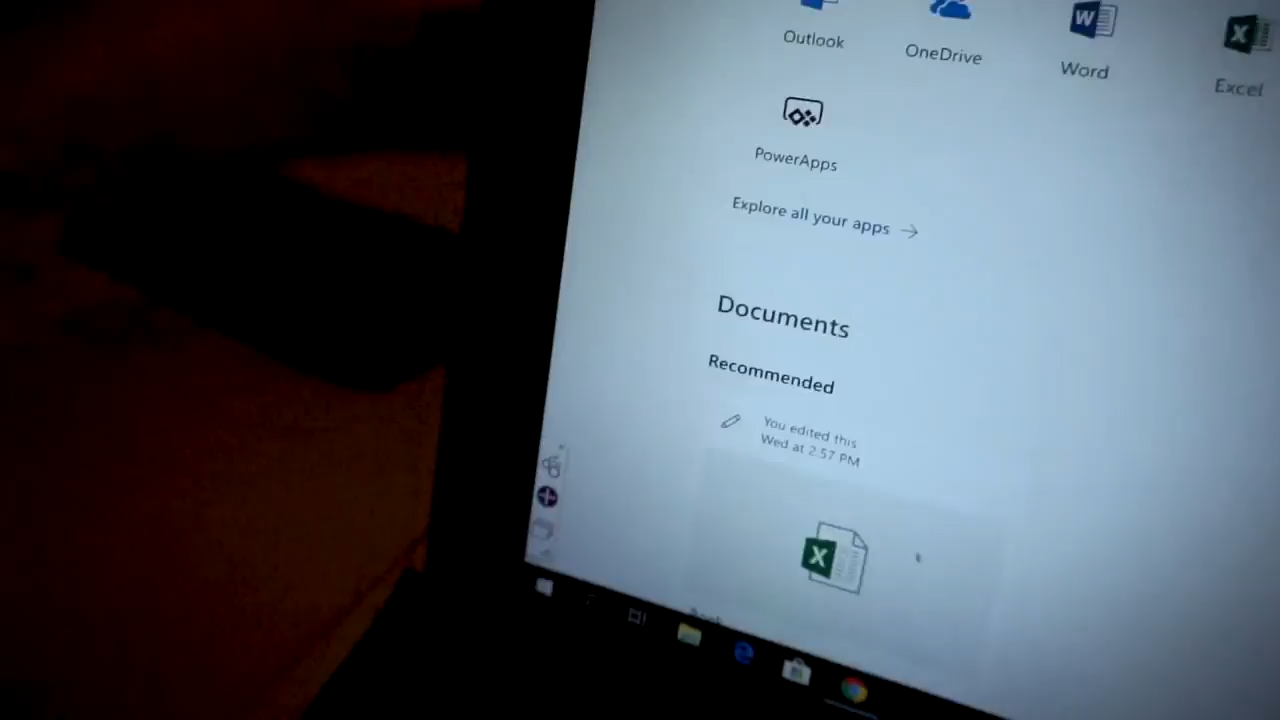 Outlook
OneDrive
Word
Excel
PowerApps
Explore all your apps →
Documents
Recommended
You edited this
Wed at 2:57 PM